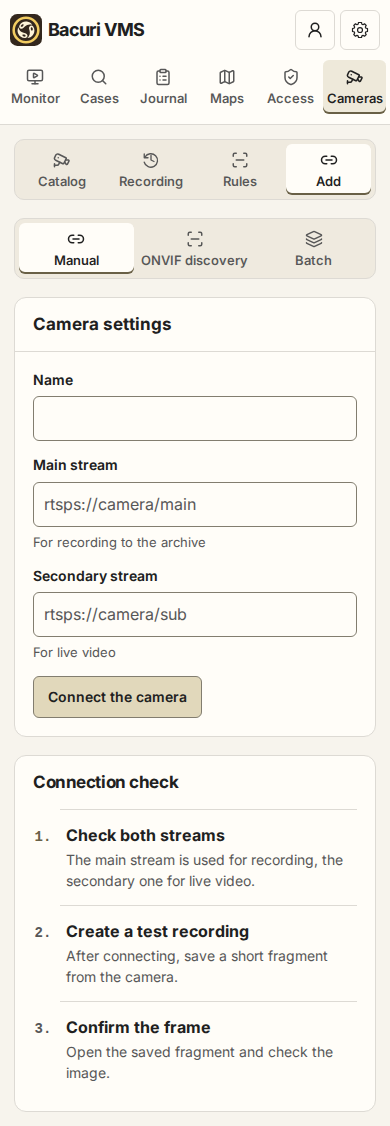 Bacuri VMS
Monitor Cases Journal Maps Access Cameras
Catalog Recording Rules Add
Manual ONVIF discovery Batch
Camera settings
Name
Main stream
rtsps://camera/main
For recording to the archive
Secondary stream
rtsps://camera/sub
For live video
Connect the camera
Connection check
1. Check both streams
The main stream is used for recording, the
secondary one for live video.
2. Create a test recording
After connecting, save a short fragment
from the camera.
3. Confirm the frame
Open the saved fragment and check the
image.